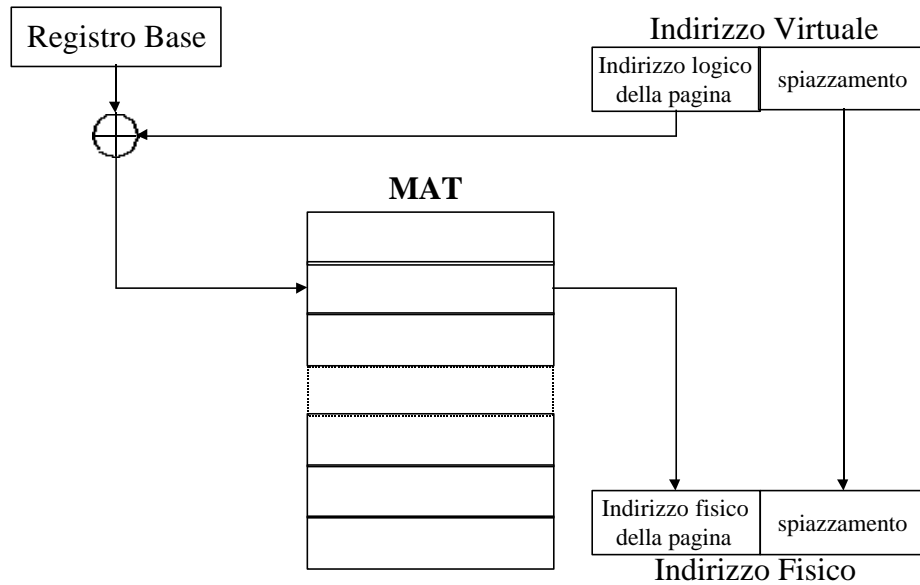 Registro Base
Indirizzo Virtuale
Indirizzo logico
della pagina
spiazzamento
MAT
Indirizzo fisico
della pagina
spiazzamento
Indirizzo Fisico